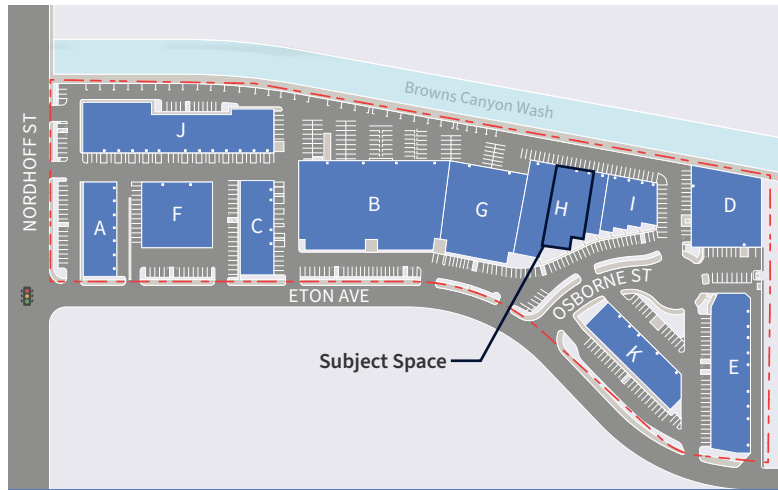 Browns Canyon Wash
NORDHOFF ST
J
A
F
C
B
G
H
I
D
ETON AVE
OSBORNE ST
K
E
Subject Space